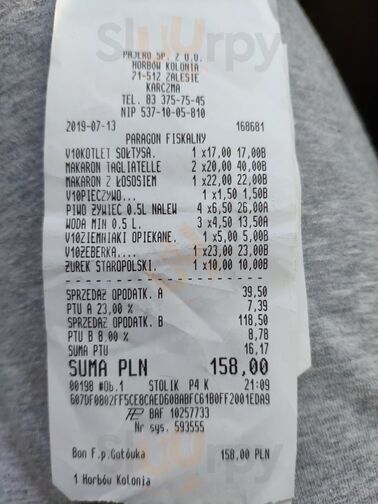 Slurpy
PAJERO SP. Z O.O.
HORBÓW KOLONIA
21-512 ZALESIE
KARCZMA
TEL. 83 375-75-45
NIP 537-10-05-810
2019-07-13 168681
PARAGON FISKALNY
V10KOTLET SOŁTYSA. 1 x17,00 17,00B
MAKARON TAGLIATELLE 2 x20,00 40,00B
MAKARON Z ŁOSOSIEM 1 x22,00 22,00B
V10PIECZYWO... 1 x1,50 1,50B
PIWO ŻYWIEC 0.5L NALEW 4 x6,50 26,00A
WODA MIN 0.5 L. 3 x4,50 13,50A
V10ZIEMNIAKI OPIEKANE. 1 x5,00 5,00B
V10ŻEBERKA.... 1 x23,00 23,00B
ŻUREK STAROPOLSKI. 1 x10,00 10,00B
SPRZEDAŻ OPODATK. A 39,50
PTU A 23,00 % 7,39
SPRZEDAŻ OPODATK. B 118,50
PTU B 8,00 % 8,78
SUMA PTU 16,17
SUMA PLN 158,00
00198 #Ob.1 STOLIK P4 K 21:09
607DF0802FF5CE8CAED608ABFC61B0FF2001EDA9
BAF 10257733
Nr sys. 593555
Bon F.p.Gotówka 158,00 PLN
1 Horbów Kolonia